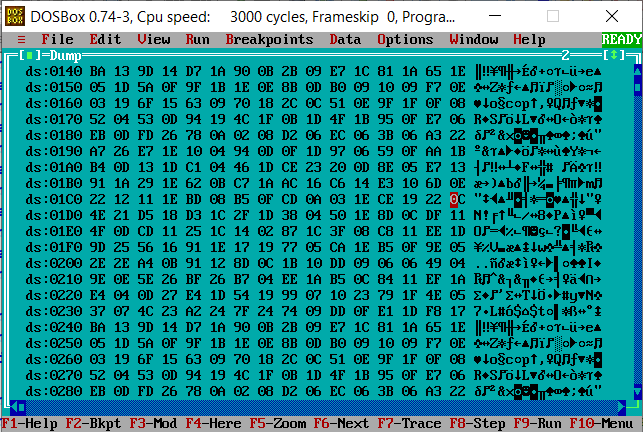 DOSBox 0.74-3, Cpu speed: 3000 cycles, Frameskip 0, Progra...
≡ File Edit View Run Breakpoints Data Options Window Help READY
[■]=Dump 2 [↕]
ds:0140 BA 13 9D 14 D7 1A 90 0B 2B 09 E7 1C 81 1A 65 1E
ds:0150 05 1D 5A 0F 9F 1B 1E 0E 8B 0D B0 09 10 09 F7 0E
ds:0160 03 19 6F 15 63 09 70 18 2C 0C 51 0E 9F 1F 0F 08
ds:0170 52 04 53 0D 94 19 4C 1F 0B 1D 4F 1B 95 0F E7 06
ds:0180 EB 0D FD 26 78 0A 02 08 D2 06 EC 06 3B 06 A3 22
ds:0190 A7 26 E7 1E 10 04 94 0D 0F 1D 97 06 59 0F AA 1B
ds:01A0 B4 0D 13 1D C1 04 46 1D CE 23 20 0D 8E 05 E7 13
ds:01B0 91 1A 29 1E 62 0B C7 1A AC 16 C6 14 E3 10 6D 0E
ds:01C0 22 12 11 1E BD 08 B5 0F CD 0A 03 1E CE 19 22 0C
ds:01D0 4E 21 D5 18 D3 1C 2F 1D 38 04 50 1E 8D 0C DF 11
ds:01E0 4F 0D CD 11 25 1C 14 02 87 1C 3F 08 C8 11 EE 1D
ds:01F0 9D 25 56 16 91 1E 17 19 77 05 CA 1E B5 0F 9E 05
ds:0200 2E 2E A4 0B 91 12 8D 0C 1B 10 DD 09 06 06 49 04
ds:0210 9E 0E 5E 26 BF 26 B7 04 EE 1A B5 0C 84 11 EF 1A
ds:0220 E4 04 0D 27 E4 1D 54 19 99 07 10 23 79 1F 4E 05
ds:0230 37 07 4C 23 A2 24 7F 24 74 09 DD 0F E1 1D F8 17
ds:0240 BA 13 9D 14 D7 1A 90 0B 2B 09 E7 1C 81 1A 65 1E
ds:0250 05 1D 5A 0F 9F 1B 1E 0E 8B 0D B0 09 10 09 F7 0E
ds:0260 03 19 6F 15 63 09 70 18 2C 0C 51 0E 9F 1F 0F 08
ds:0270 52 04 53 0D 94 19 4C 1F 0B 1D 4F 1B 95 0F E7 06
ds:0280 EB 0D FD 26 78 0A 02 08 D2 06 EC 06 3B 06 A3 22
F1-Help F2-Bkpt F3-Mod F4-Here F5-Zoom F6-Next F7-Trace F8-Step F9-Run F10-Menu